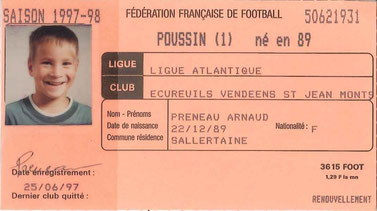 SAISON 1997-98 FÉDÉRATION FRANÇAISE DE FOOTBALL 50621931
POUSSIN (1) né en 89
LIGUE LIGUE ATLANTIQUE
CLUB ECUREUILS VENDEENS ST JEAN MONTS
Nom - Prénoms PRENEAU ARNAUD
Date de naissance 22/12/89 Nationalité: F
Commune résidence SALLERTAINE
Preneau
Date enregistrement: 3615 FOOT
25/06/97 1,29 F la mn
Dernier club quitté: RENOUVELLEMENT